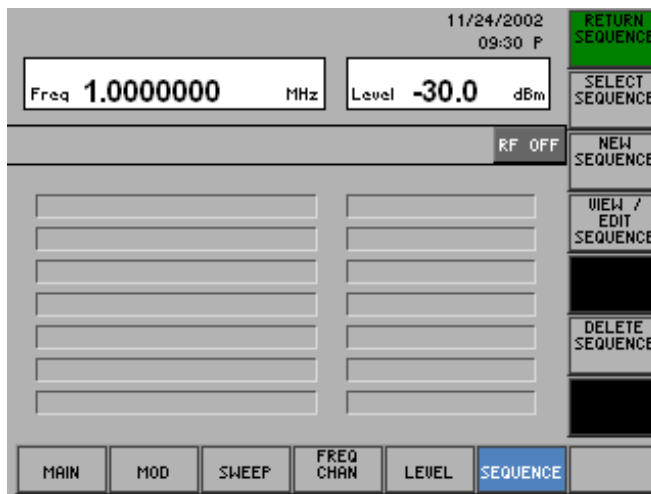 11/24/2002
09:30 P
Freq 1.0000000 MHz
Level -30.0 dBm
RF OFF
RETURN
SEQUENCE
SELECT
SEQUENCE
NEW
SEQUENCE
VIEW /
EDIT
SEQUENCE
DELETE
SEQUENCE
MAIN
MOD
SWEEP
FREQ
CHAN
LEVEL
SEQUENCE